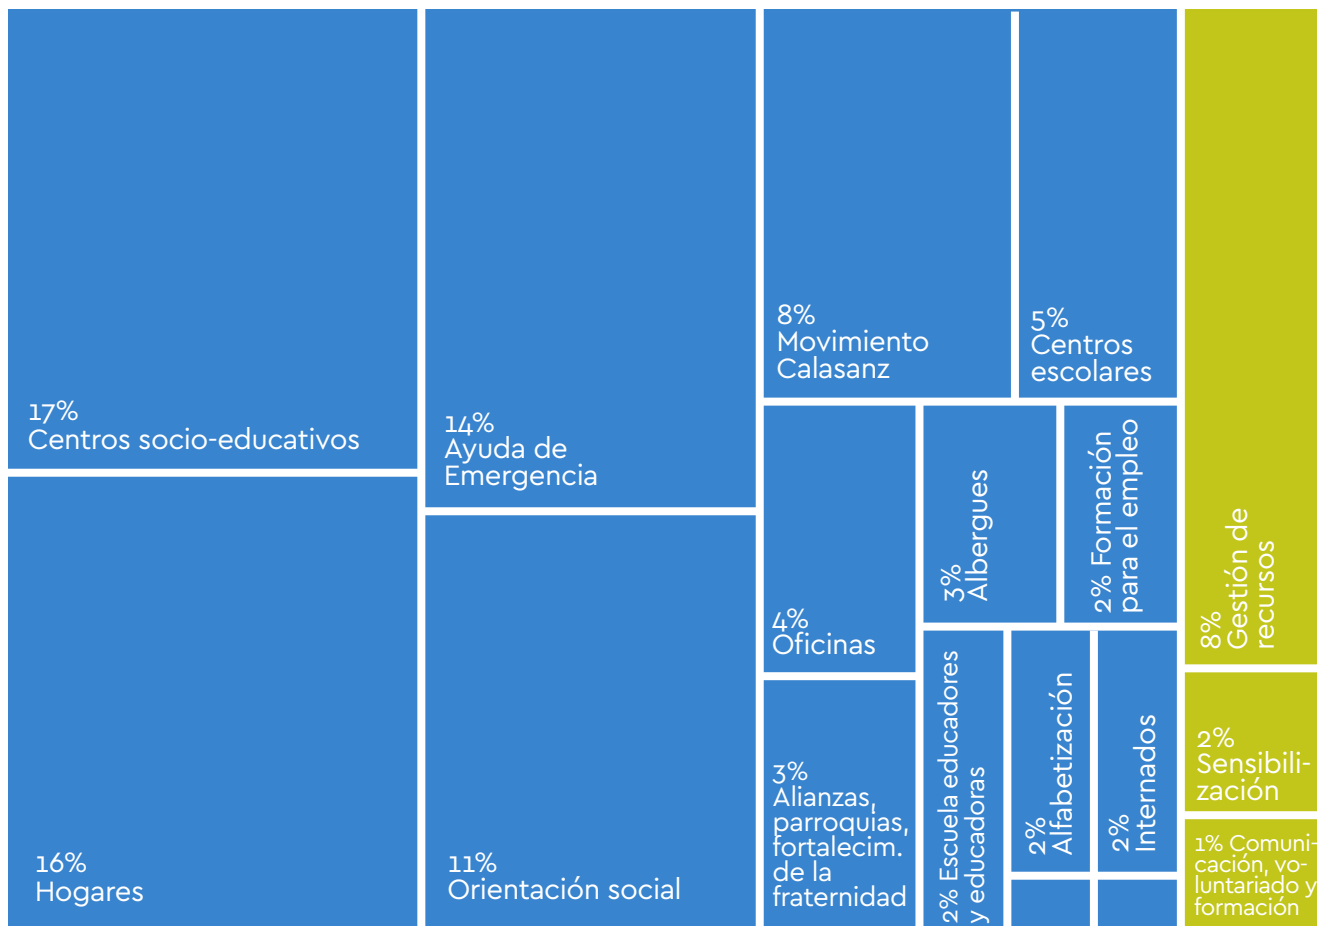 17%
Centros socio-educativos
16%
Hogares
14%
Ayuda de
Emergencia
11%
Orientación social
8%
Movimiento
Calasanz
5%
Centros
escolares
4%
Oficinas
3%
Alianzas,
parroquias,
fortalecim.
de la
fraternidad
3%
Albergues
2% Formación
para el empleo
2% Escuela educadores
y educadoras
2%
Alfabetización
2%
Internados
8%
Gestión de
recursos
2%
Sensibili-
zación
1% Comuni-
cación, vo-
luntariado y
formación